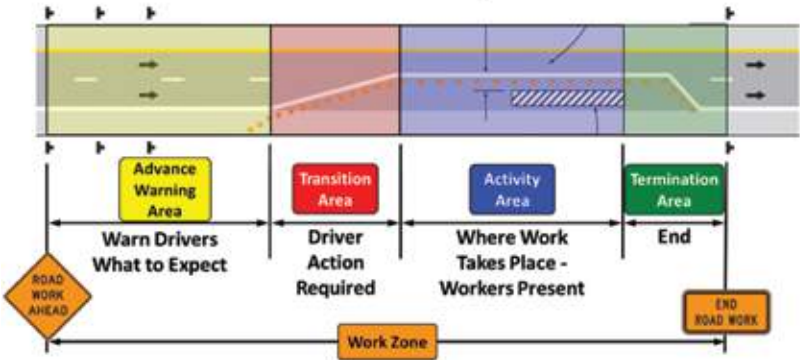 Advance
Warning
Area
Transition
Area
Activity
Area
Termination
Area
Warn Drivers
What to Expect
Driver
Action
Required
Where Work
Takes Place -
Workers Present
End
ROAD
WORK
AHEAD
END
ROAD WORK
Work Zone